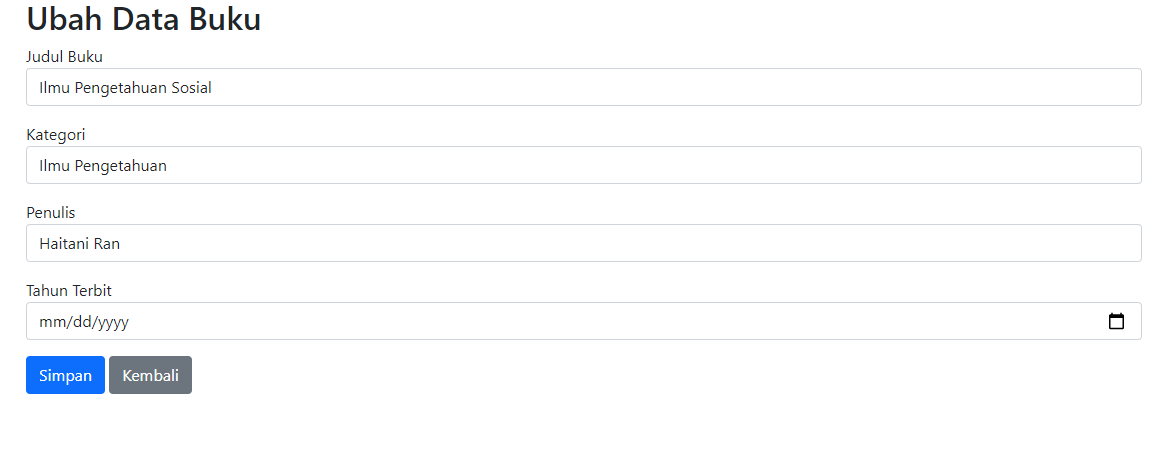 Ubah Data Buku
Judul Buku
Ilmu Pengetahuan Sosial
Kategori
Ilmu Pengetahuan
Penulis
Haitani Ran
Tahun Terbit
mm/dd/yyyy
Simpan Kembali